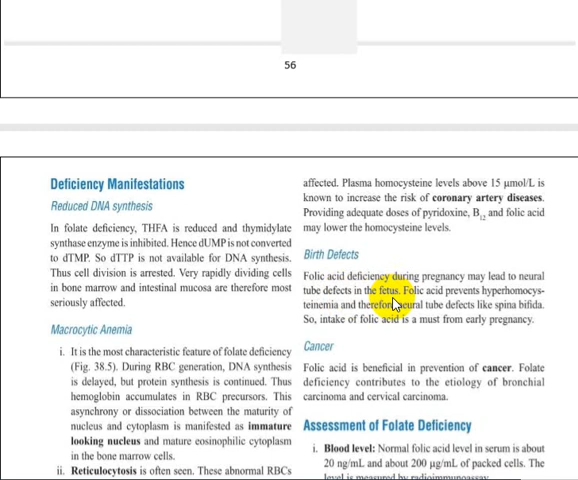 56
Deficiency Manifestations
Reduced DNA synthesis
In folate deficiency, THFA is reduced and thymidylate
synthase enzyme is inhibited. Hence dUMP is not converted
to dTMP. So dTTP is not available for DNA synthesis.
Thus cell division is arrested. Very rapidly dividing cells
in bone marrow and intestinal mucosa are therefore most
seriously affected.
Macrocytic Anemia
i. It is the most characteristic feature of folate deficiency
(Fig. 38.5). During RBC generation, DNA synthesis
is delayed, but protein synthesis is continued. Thus
hemoglobin accumulates in RBC precursors. This
asynchrony or dissociation between the maturity of
nucleus and cytoplasm is manifested as immature
looking nucleus and mature eosinophilic cytoplasm
in the bone marrow cells.
ii. Reticulocytosis is often seen. These abnormal RBCs
affected. Plasma homocysteine levels above 15 µmol/L is
known to increase the risk of coronary artery diseases.
Providing adequate doses of pyridoxine, B12 and folic acid
may lower the homocysteine levels.
Birth Defects
Folic acid deficiency during pregnancy may lead to neural
tube defects in the fetus. Folic acid prevents hyperhomocys-
teinemia and therefore neural tube defects like spina bifida.
So, intake of folic acid is a must from early pregnancy.
Cancer
Folic acid is beneficial in prevention of cancer. Folate
deficiency contributes to the etiology of bronchial
carcinoma and cervical carcinoma.
Assessment of Folate Deficiency
i. Blood level: Normal folic acid level in serum is about
20 ng/mL and about 200 µg/mL of packed cells. The
level is measured by radioimmunoassay.